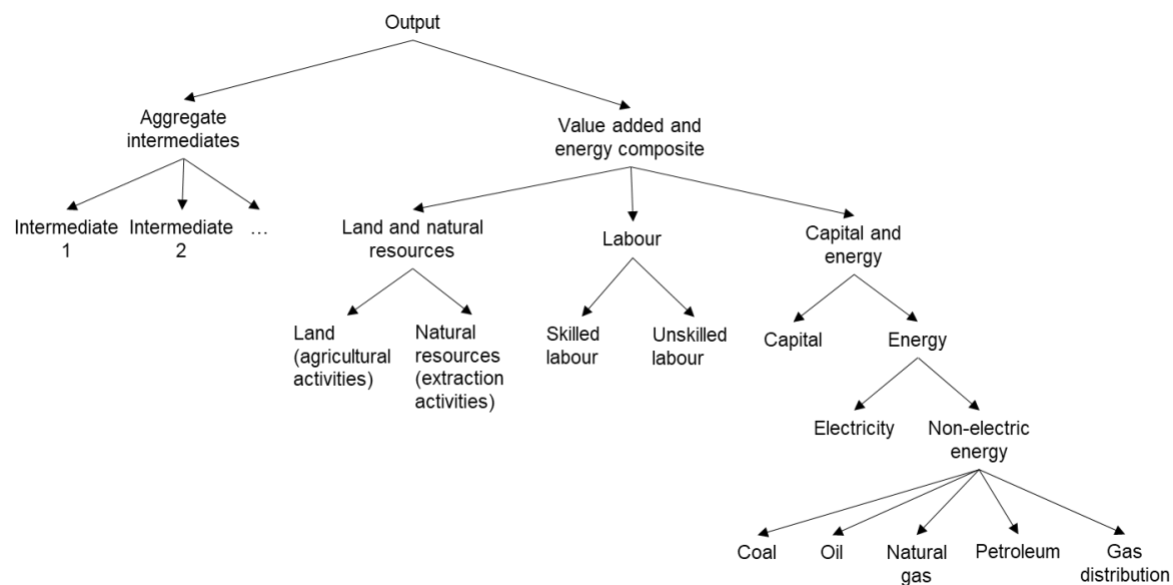 Output
Aggregate
intermediates
Value added and
energy composite
Intermediate
1
Intermediate
2
…
Land and natural
resources
Labour
Capital and
energy
Land
(agricultural
activities)
Natural
resources
(extraction
activities)
Skilled
labour
Unskilled
labour
Capital
Energy
Electricity
Non-electric
energy
Coal
Oil
Natural
gas
Petroleum
Gas
distribution